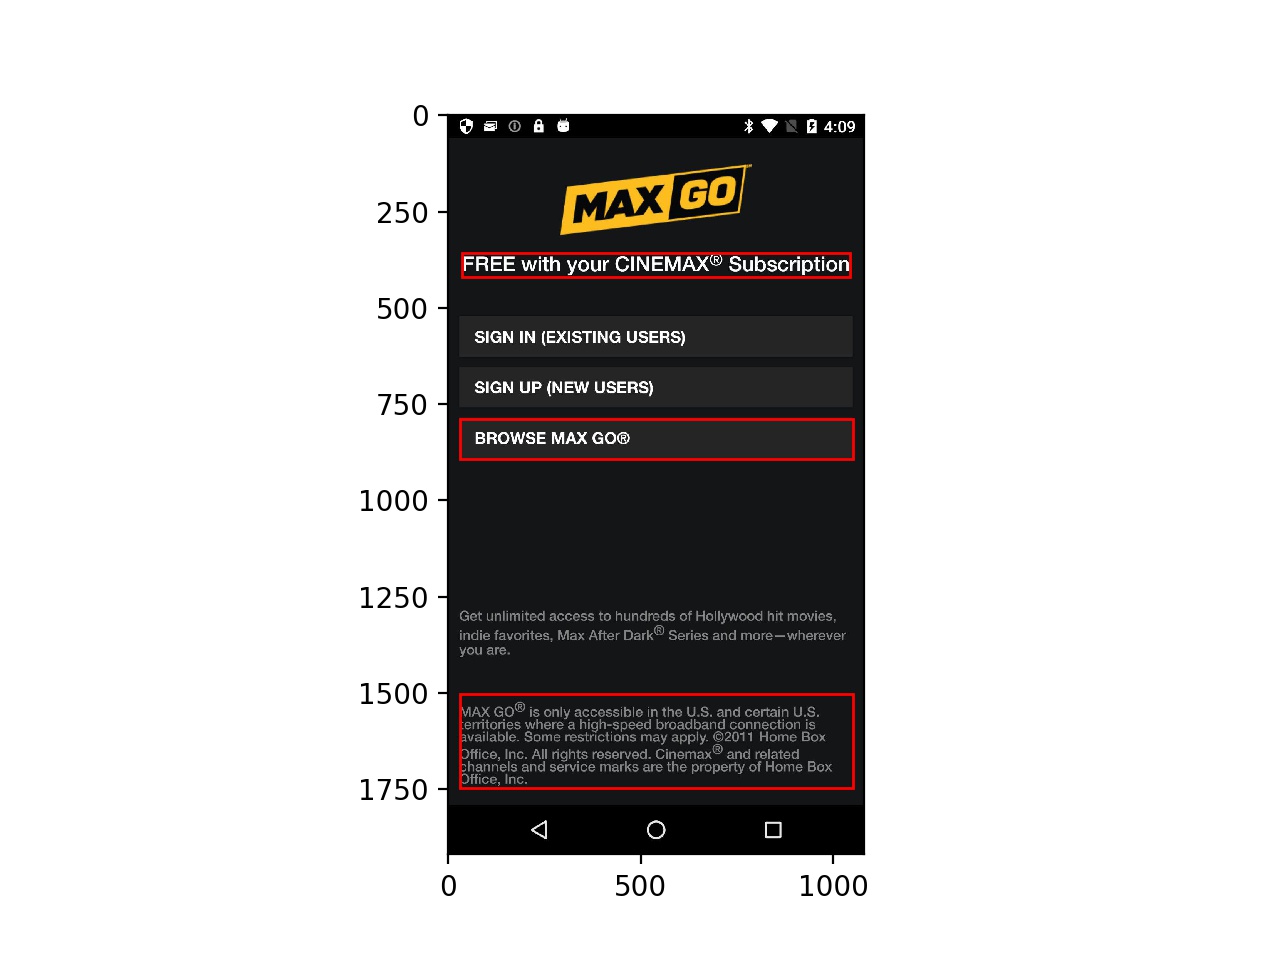 0
250
500
750
1000
1250
1500
1750
0
500
1000
4:09
MAX GO
FREE with your CINEMAX® Subscription
SIGN IN (EXISTING USERS)
SIGN UP (NEW USERS)
BROWSE MAX GO®
Get unlimited access to hundreds of Hollywood hit movies,
indie favorites, Max After Dark® Series and more—wherever
you are.
MAX GO® is only accessible in the U.S. and certain U.S.
territories where a high-speed broadband connection is
available. Some restrictions may apply. ©2011 Home Box
Office, Inc. All rights reserved. Cinemax® and related
channels and service marks are the property of Home Box
Office, Inc.